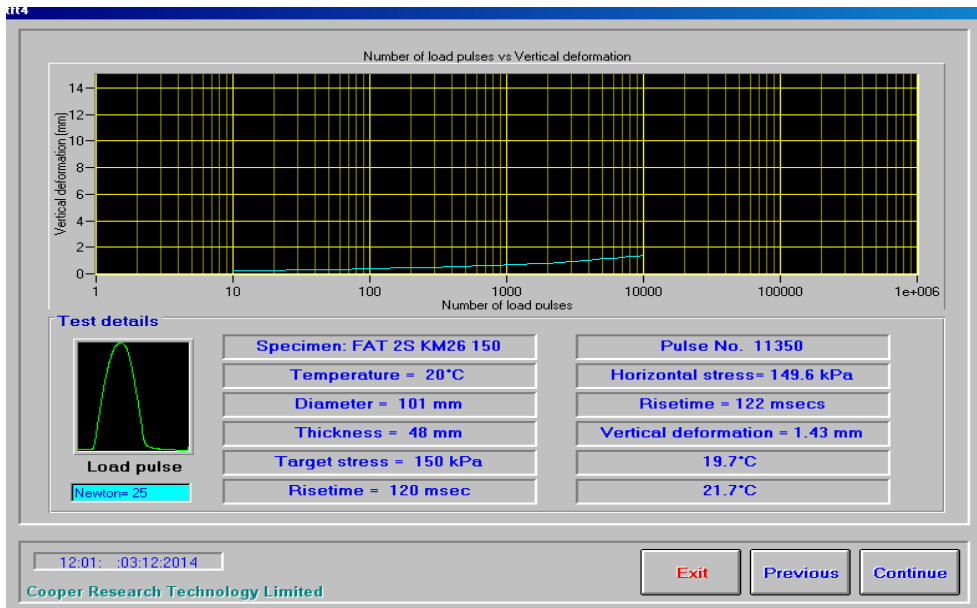 Number of load pulses vs Vertical deformation
Vertical deformation (mm)
14
12
10
8
6
4
2
0
1 10 100 1000 10000 100000 1e+006
Number of load pulses
Test details
Load pulse
Newton= 25
Specimen: FAT 2S KM26 150
Temperature = 20°C
Diameter = 101 mm
Thickness = 48 mm
Target stress = 150 kPa
Risetime = 120 msec
Pulse No. 11350
Horizontal stress= 149.6 kPa
Risetime = 122 msecs
Vertical deformation = 1.43 mm
19.7°C
21.7°C
12:01: :03:12:2014
Cooper Research Technology Limited
Exit
Previous
Continue